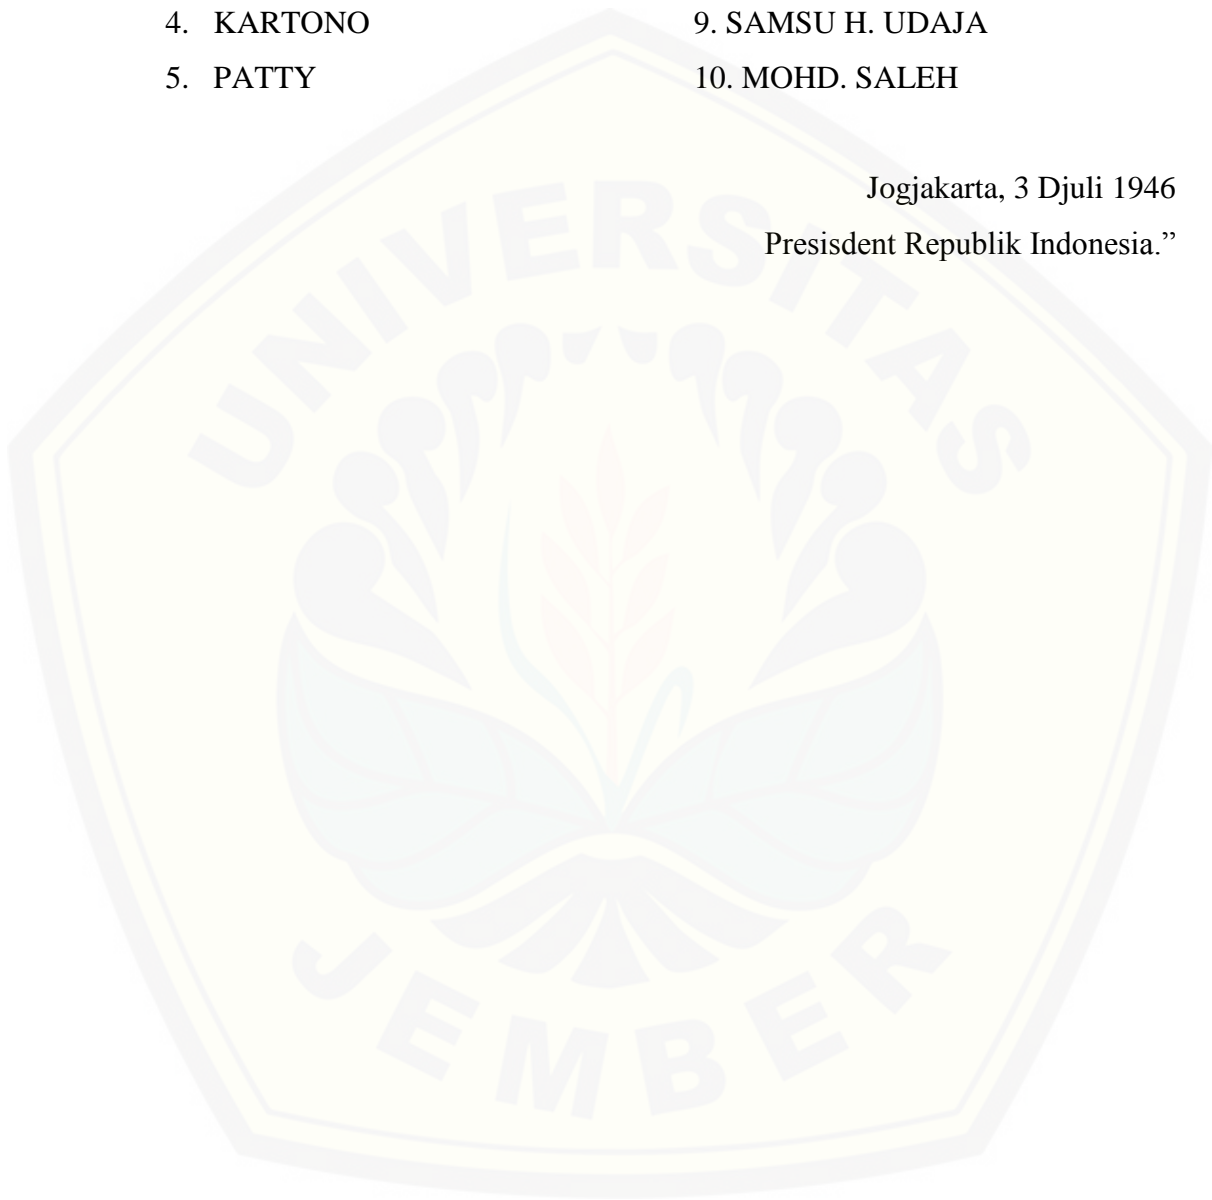 4. KARTONO 9. SAMSU H. UDAJA
5. PATTY 10. MOHD. SALEH
Jogjakarta, 3 Djuli 1946
Presisdent Republik Indonesia.”
UNIVERSITAS
JEMBER